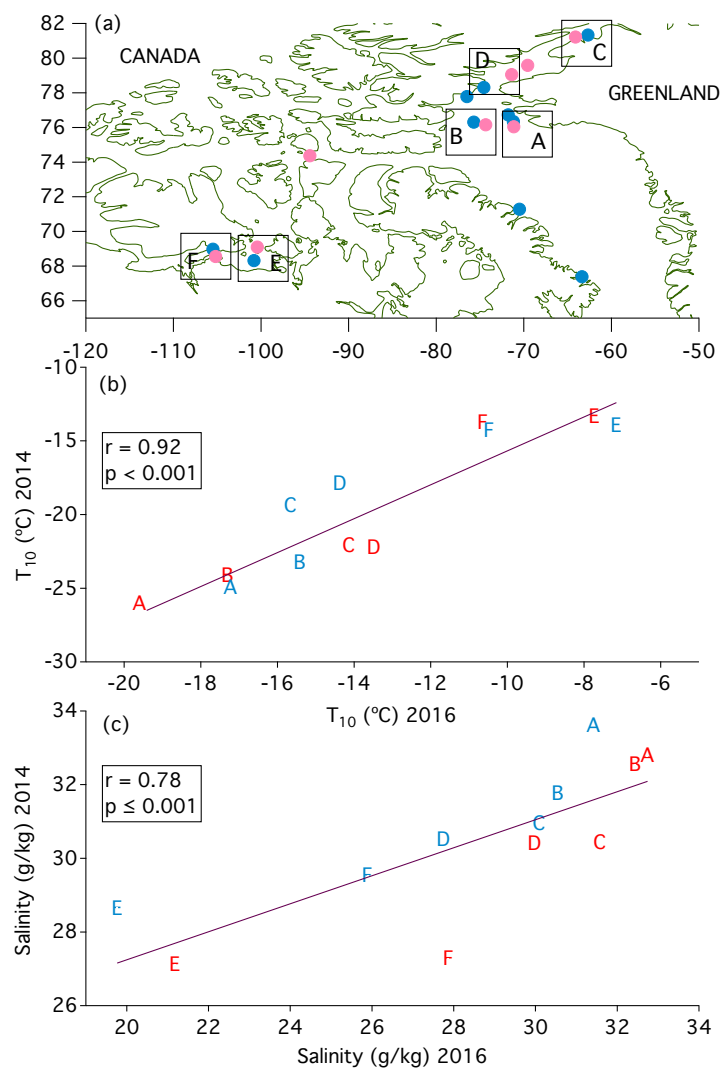 82
(a)
80
CANADA
D
C
78
GREENLAND
76
B
A
74
72
70
68
F
E
66
-120 -110 -100 -90 -80 -70 -60 -50
-10
(b)
F
F
E
E
-15
r = 0.92
p < 0.001
D
C
-20
C
D
B
B
A
-25
A
-30
T10 (ºC) 2014
-20 -18 -16 -14 -12 -10 -8 -6
T10 (ºC) 2016
34
(c)
A
A
B
32
r = 0.78
p ≤ 0.001
B
C
D
D
C
30
F
E
28
E
F
26
Salinity (g/kg) 2014
20 22 24 26 28 30 32 34
Salinity (g/kg) 2016